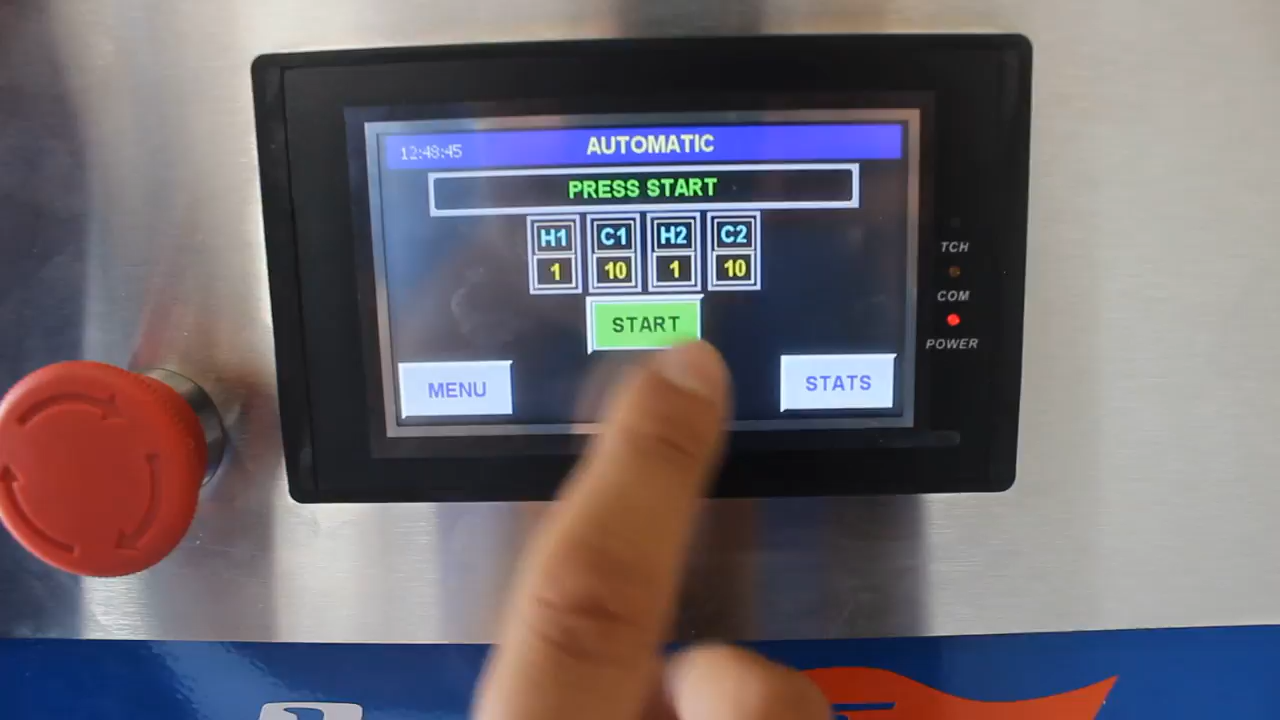 12:48:45 AUTOMATIC
PRESS START
H1 C1 H2 C2
1 10 1 10
START
MENU STATS
TCH
COM
POWER